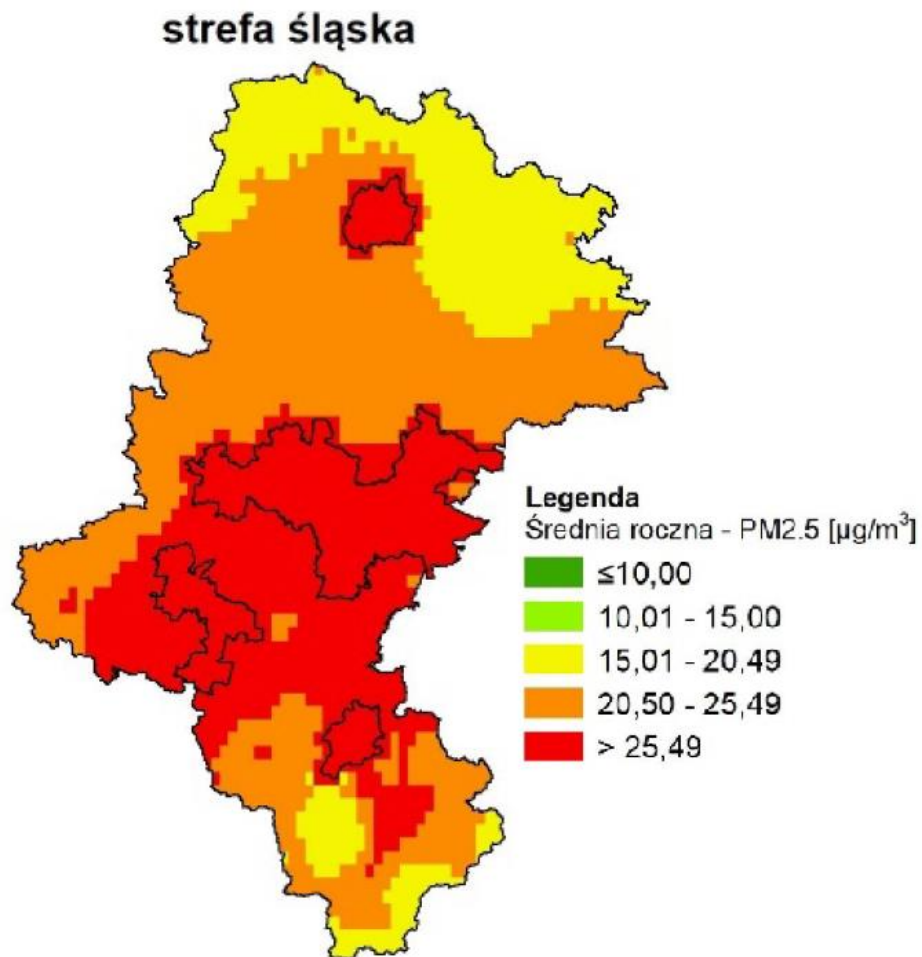 strefa śląska
Legenda
Średnia roczna - PM2.5 [µg/m³]
≤10,00
10,01 - 15,00
15,01 - 20,49
20,50 - 25,49
> 25,49